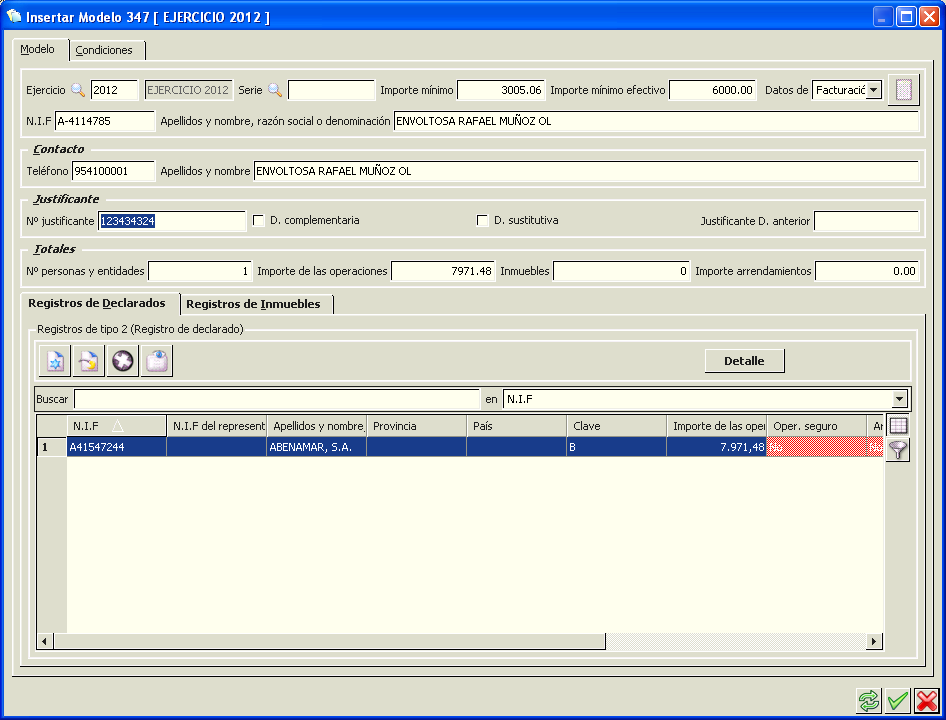 Insertar Modelo 347 [ EJERCICIO 2012 ]
Modelo Condiciones
Ejercicio 2012 EJERCICIO 2012 Serie Importe mínimo 3005.06 Importe mínimo efectivo 6000.00 Datos de Facturació
N.I.F A-4114785 Apellidos y nombre, razón social o denominación ENVOLTOSA RAFAEL MUÑOZ OL
Contacto
Teléfono 954100001 Apellidos y nombre ENVOLTOSA RAFAEL MUÑOZ OL
Justificante
Nº justificante 123434324 D. complementaria D. sustitutiva Justificante D. anterior
Totales
Nº personas y entidades 1 Importe de las operaciones 7971.48 Inmuebles 0 Importe arrendamientos 0.00
Registros de Declarados Registros de Inmuebles
Registros de tipo 2 (Registro de declarado)
Detalle
Buscar en N.I.F
N.I.F N.I.F del represent Apellidos y nombre, Provincia País Clave Importe de las oper Oper. seguro Ar
1 A41547244 ABENAMAR, S.A. B 7.971,48 No No